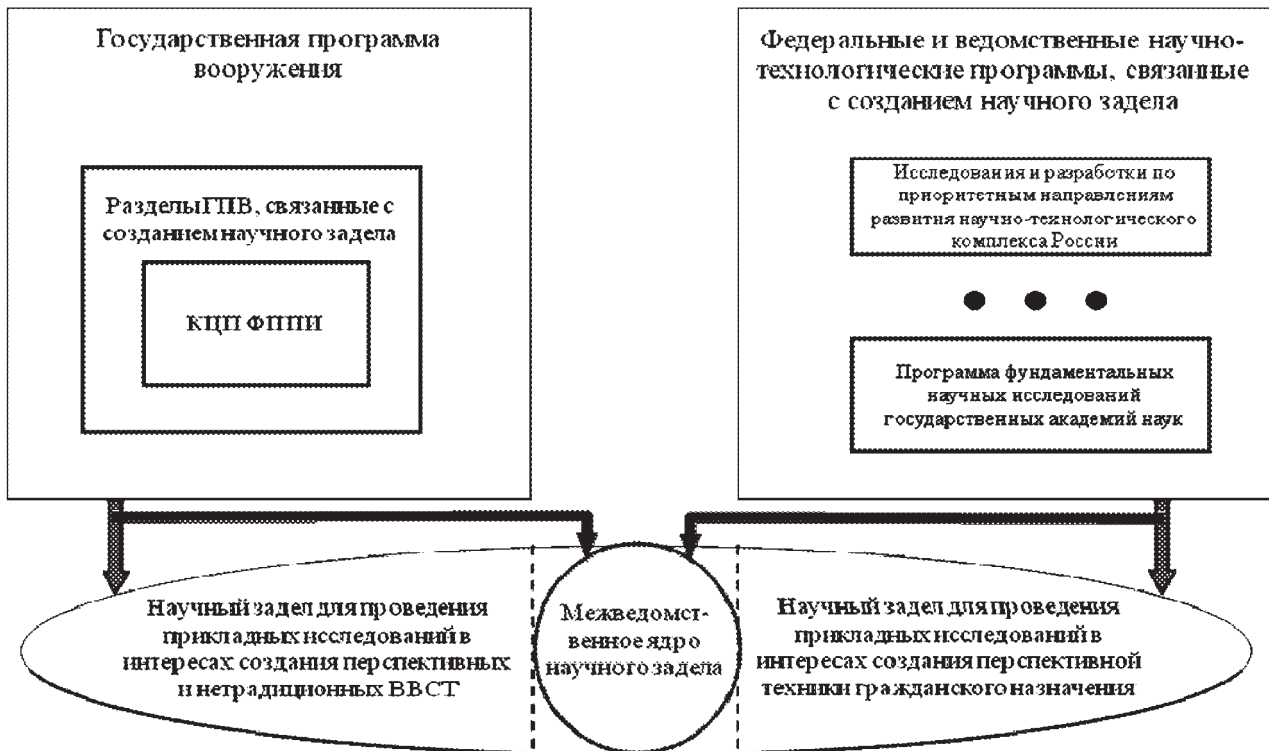 Государственная программа
вооружения
Разделы ГПВ, связанные с
созданием научного задела
КЦП ФППИ
Федеральные и ведомственные научно-
технологические программы, связанные
с созданием научного задела
Исследования и разработки по
приоритетным направлениям
развития научно-технологического
комплекса России
Программа фундаментальных
научных исследований
государственных академий наук
Научный задел для проведения
прикладных исследований в
интересах создания перспективных
и нетрадиционных ВВСТ
Межведомст-
венное ядро
научного задела
Научный задел для проведения
прикладных исследований в
интересах создания перспективной
техники гражданского назначения